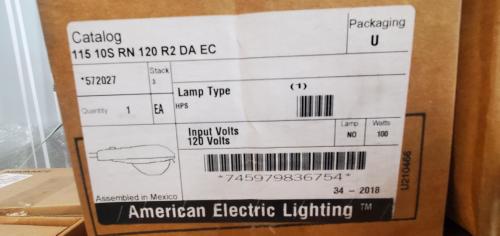 Catalog
115 10S RN 120 R2 DA EC
Packaging
U
*572027
Stack
3
Quantity
1
EA
Lamp Type
HPS
(1)
Input Volts
120 Volts
Lamp
NO
Watts
100
*745979836754*
34 - 2018
U210466
Assembled in Mexico
American Electric Lighting ™